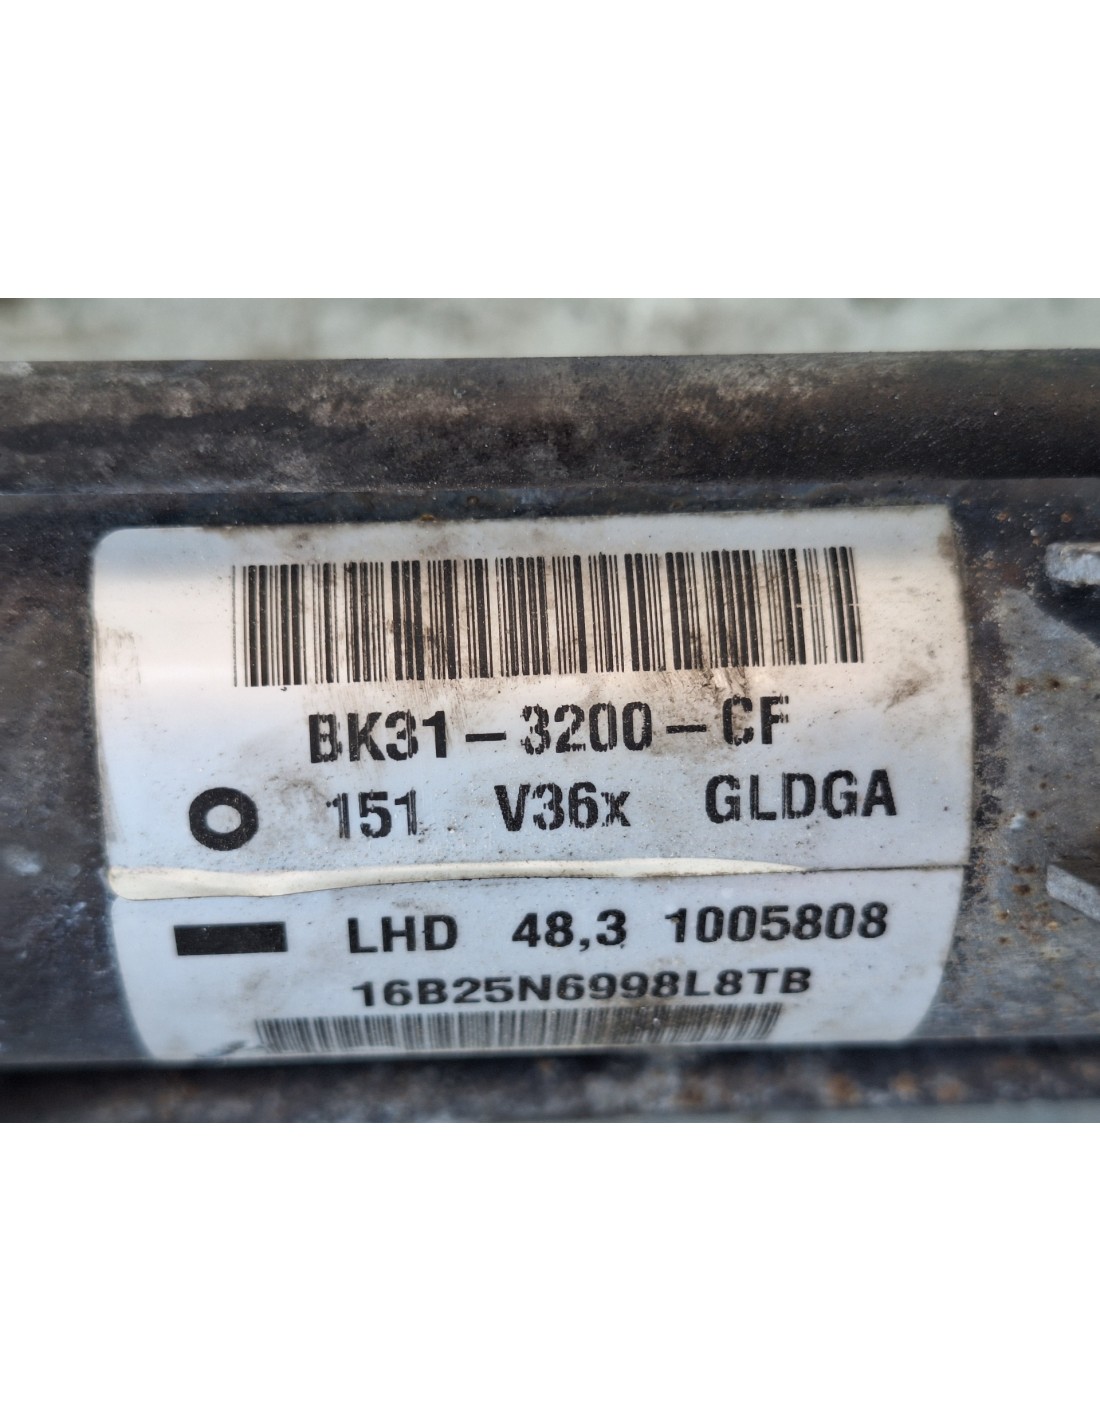 BK31-3200-CF
151 V36x GLDGA
LHD 48,3 1005808
16B25N6998L8TB